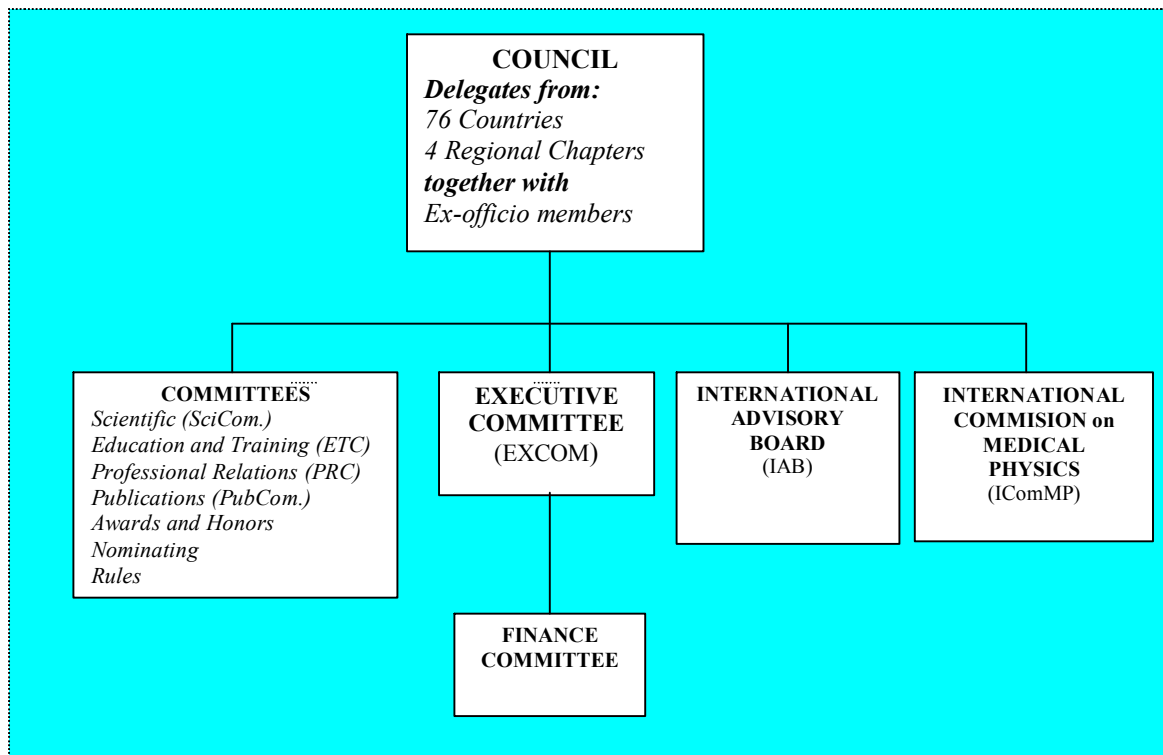 COUNCIL
Delegates from:
76 Countries
4 Regional Chapters
together with
Ex-officio members
COMMITTEES
Scientific (SciCom.)
Education and Training (ETC)
Professional Relations (PRC)
Publications (PubCom.)
Awards and Honors
Nominating
Rules
EXECUTIVE
COMMITTEE
(EXCOM)
INTERNATIONAL
ADVISORY
BOARD
(IAB)
INTERNATIONAL
COMMISION on
MEDICAL
PHYSICS
(IComMP)
FINANCE
COMMITTEE